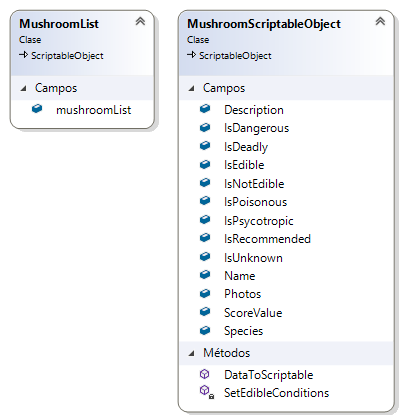 MushroomList
Clase
→ ScriptableObject
Campos
mushroomList
MushroomScriptableObject
Clase
→ ScriptableObject
Campos
Description
IsDangerous
IsDeadly
IsEdible
IsNotEdible
IsPoisonous
IsPsycotropic
IsRecommended
IsUnknown
Name
Photos
ScoreValue
Species
Métodos
DataToScriptable
SetEdibleConditions